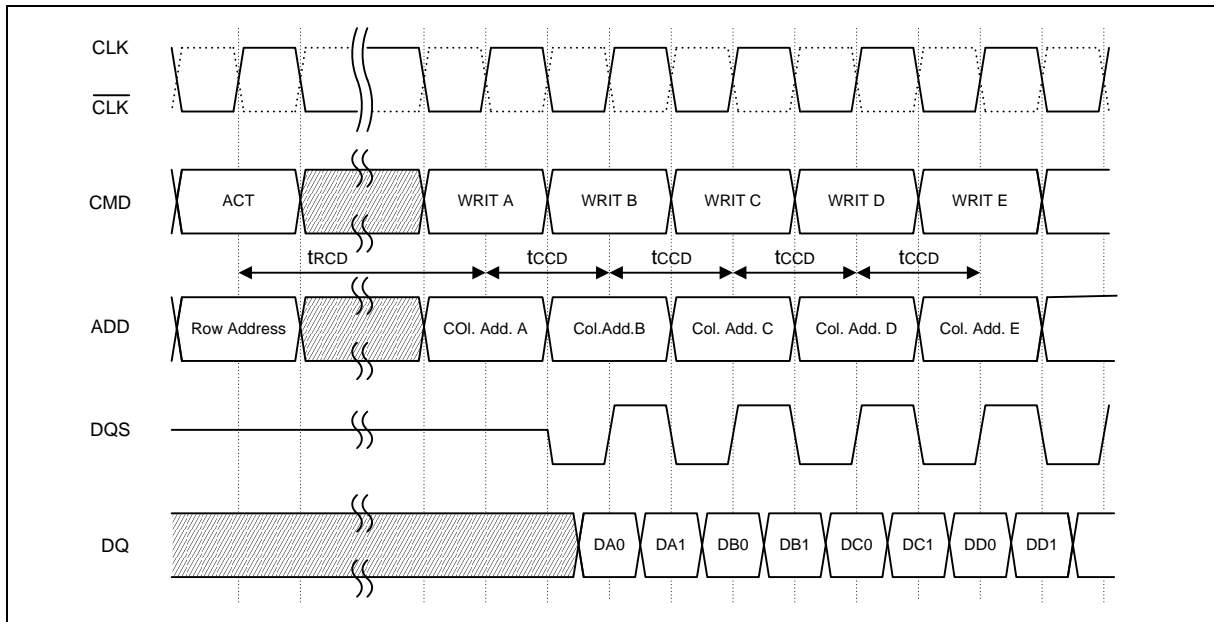 CLK
CLK
CMD ACT WRIT A WRIT B WRIT C WRIT D WRIT E
tRCD tCCD tCCD tCCD tCCD
ADD Row Address COl. Add. A Col.Add.B Col. Add. C Col. Add. D Col. Add. E
DQS
DQ DA0 DA1 DB0 DB1 DC0 DC1 DD0 DD1